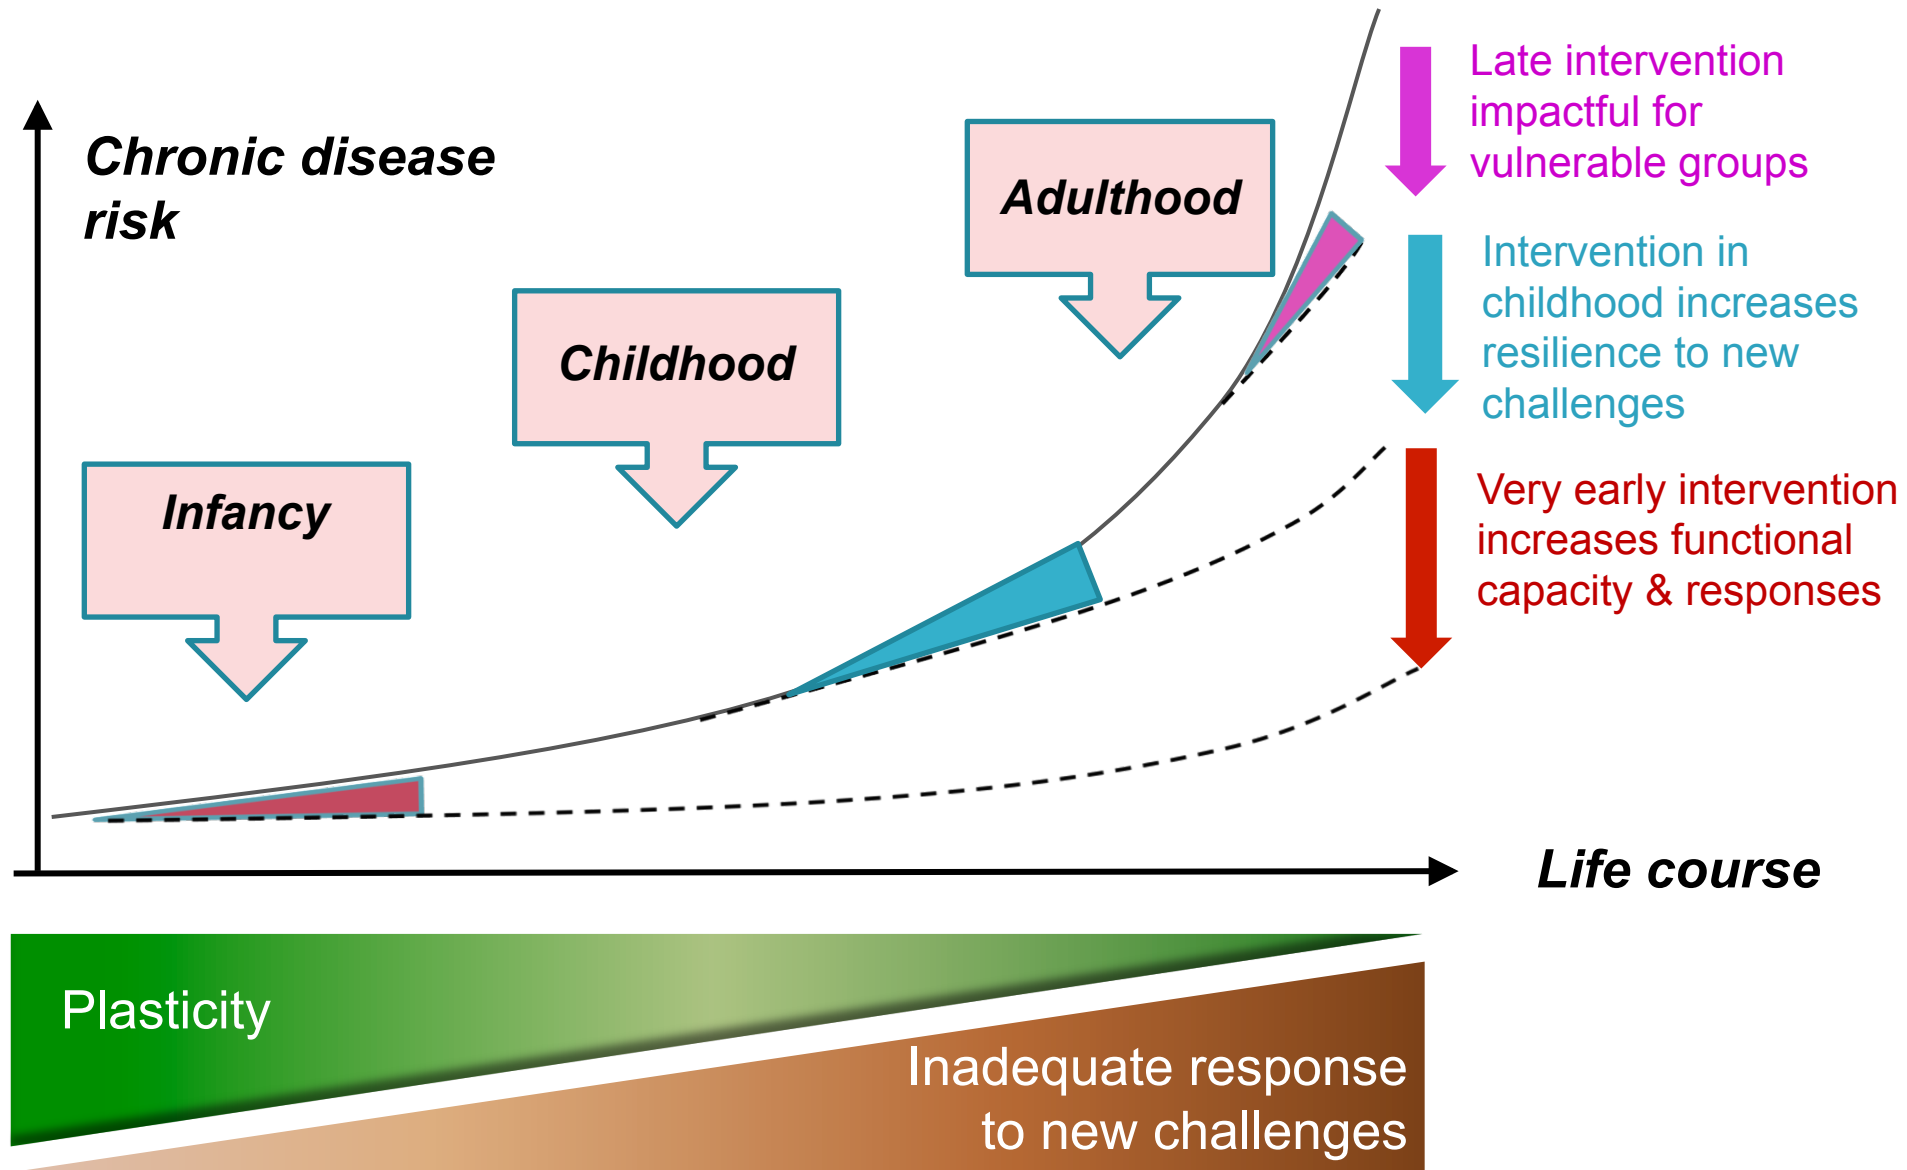 Chronic disease
risk
Infancy
Childhood
Adulthood
Late intervention
impactful for
vulnerable groups
Intervention in
childhood increases
resilience to new
challenges
Very early intervention
increases functional
capacity & responses
Life course
Plasticity
Inadequate response
to new challenges